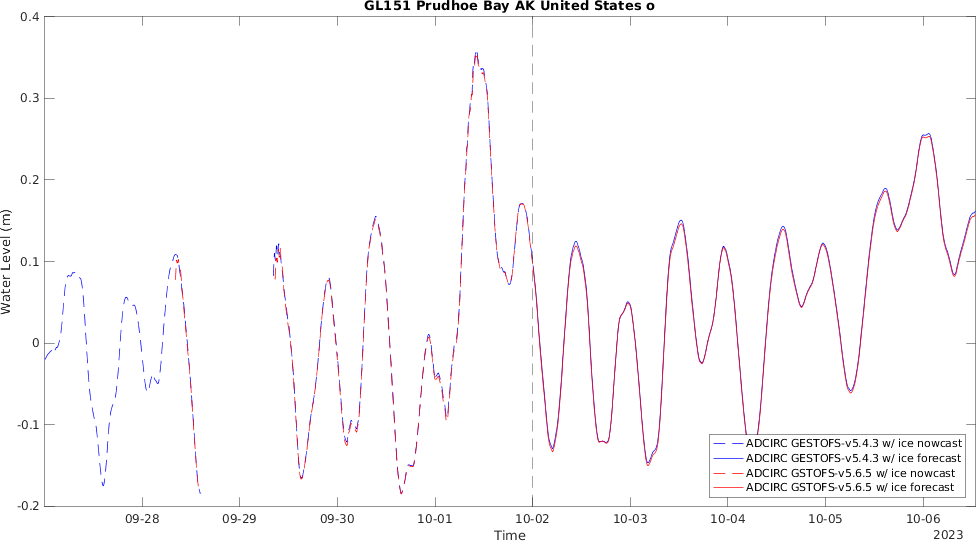 GL151 Prudhoe Bay AK United States o
0.4
0.3
0.2
0.1
0
-0.1
-0.2
Water Level (m)
ADCIRC GESTOFS-v5.4.3 w/ ice nowcast
ADCIRC GESTOFS-v5.4.3 w/ ice forecast
ADCIRC GSTOFS-v5.6.5 w/ ice nowcast
ADCIRC GSTOFS-v5.6.5 w/ ice forecast
09-28 09-29 09-30 10-01 10-02 10-03 10-04 10-05 10-06
Time
2023